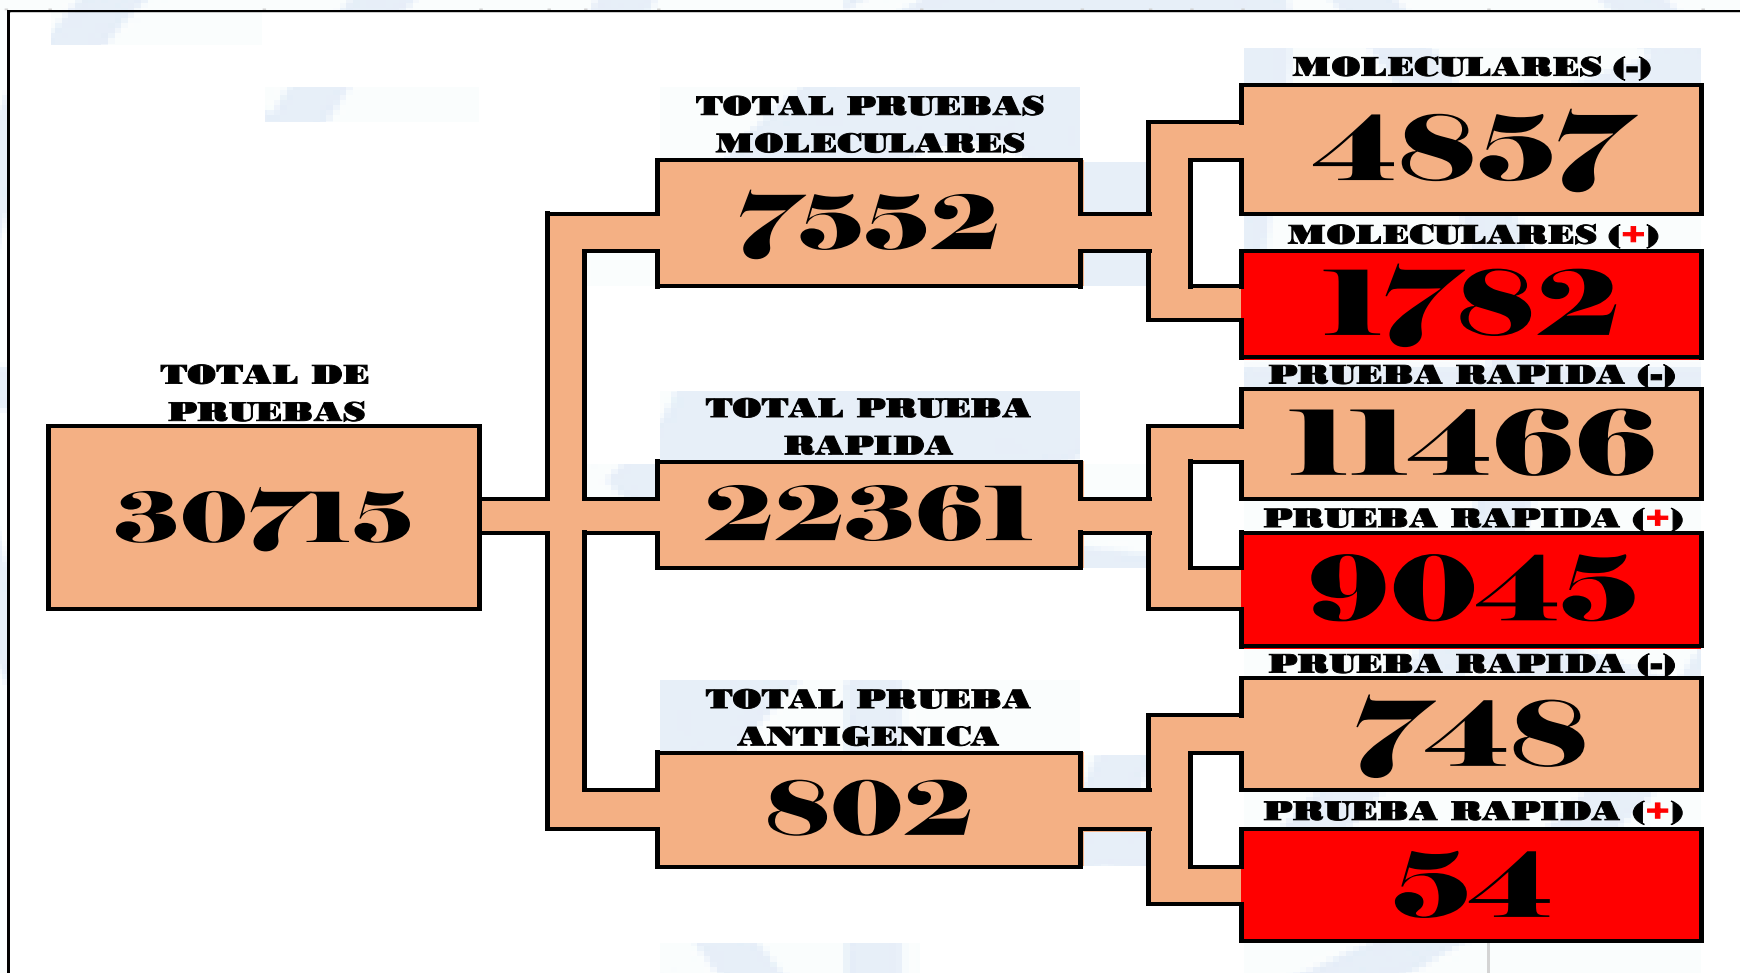 TOTAL DE
PRUEBAS
30715
TOTAL PRUEBAS
MOLECULARES
7552
TOTAL PRUEBA
RAPIDA
22361
TOTAL PRUEBA
ANTIGENICA
802
MOLECULARES (-)
4857
MOLECULARES (+)
1782
PRUEBA RAPIDA (-)
11466
PRUEBA RAPIDA (+)
9045
PRUEBA RAPIDA (-)
748
PRUEBA RAPIDA (+)
54